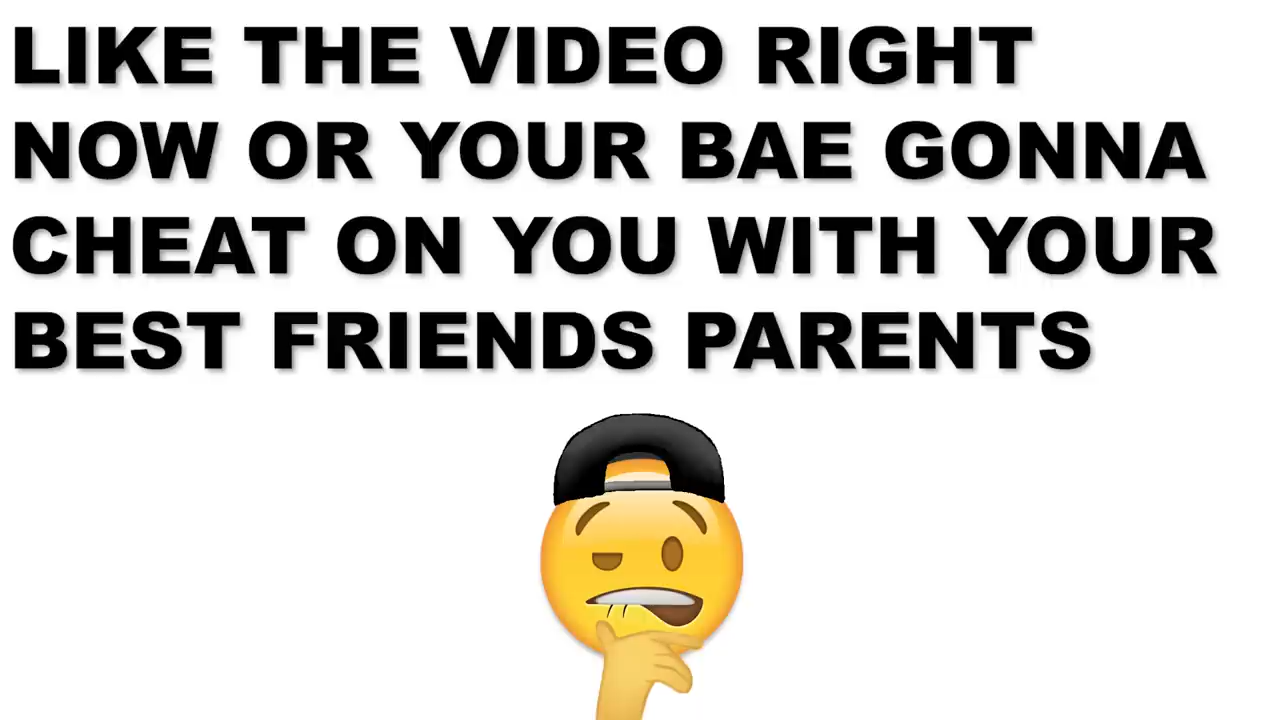 LIKE THE VIDEO RIGHT
NOW OR YOUR BAE GONNA
CHEAT ON YOU WITH YOUR
BEST FRIENDS PARENTS